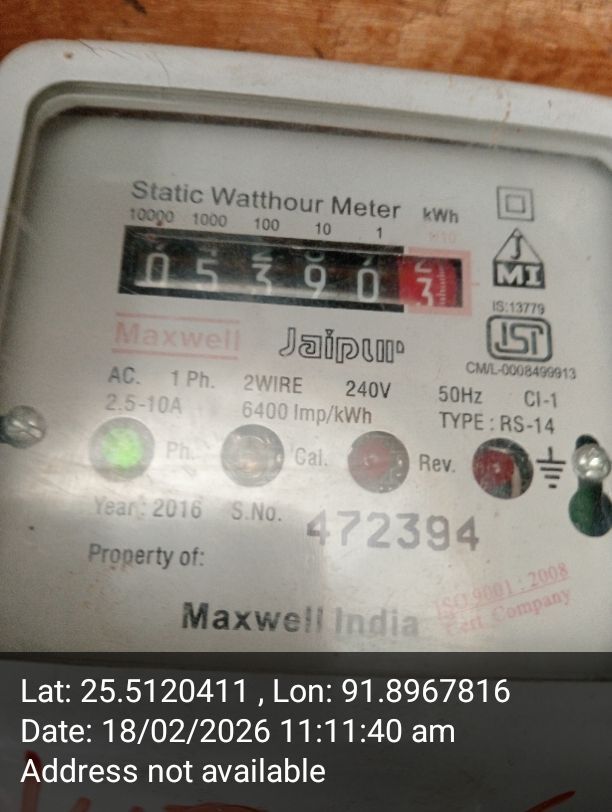 Static Watthour Meter kWh
10000 1000 100 10 1 1/10
0 5 3 9 0 3
J
MI
IS:13779
ISI
CM/L-0008499913
Maxwell Jaipur
AC. 1 Ph. 2WIRE 240V 50Hz Cl-1
2.5-10A 6400 Imp/kWh TYPE : RS-14
Ph. Cal. Rev.
Year : 2016 S.No. 472394
Property of:
Maxwell India
ISO 9001 : 2008
Cert. Company
Lat: 25.5120411 , Lon: 91.8967816
Date: 18/02/2026 11:11:40 am
Address not available